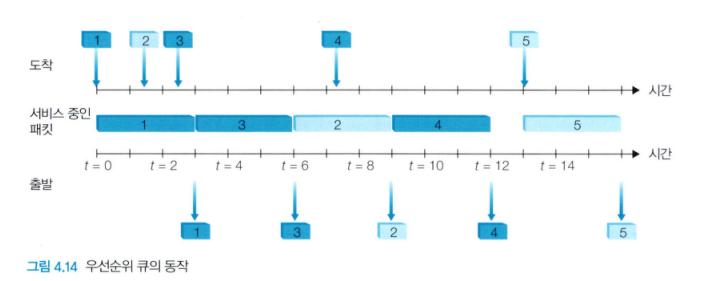 1 2 3 4 5
도착
시간
서비스 중인
패킷
1 3 2 4 5
시간
t = 0 t = 2 t = 4 t = 6 t = 8 t = 10 t = 12 t = 14
출발
1 3 2 4 5
그림 4.14 우선순위 큐의 동작